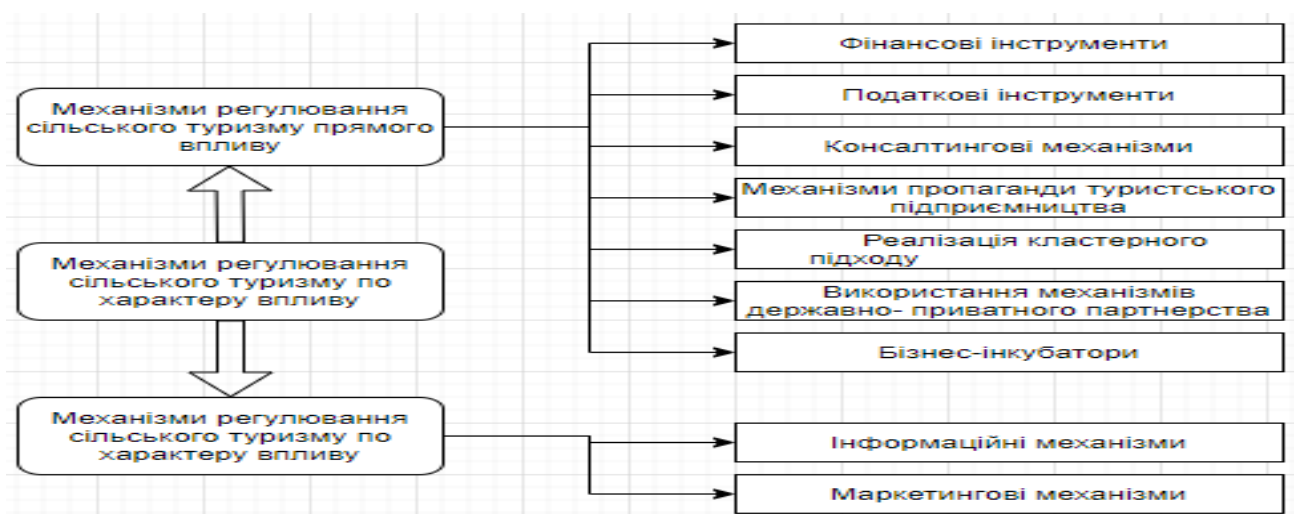 Механізми регулювання
сільського туризму прямого
впливу
Механізми регулювання
сільського туризму по
характеру впливу
Механізми регулювання
сільського туризму по
характеру впливу
Фінансові інструменти
Податкові інструменти
Консалтингові механізми
Механізми пропаганди туристського
підприємництва
Реалізація кластерного
підходу
Використання механізмів
державно- приватного партнерства
Бізнес-інкубатори
Інформаційні механізми
Маркетингові механізми